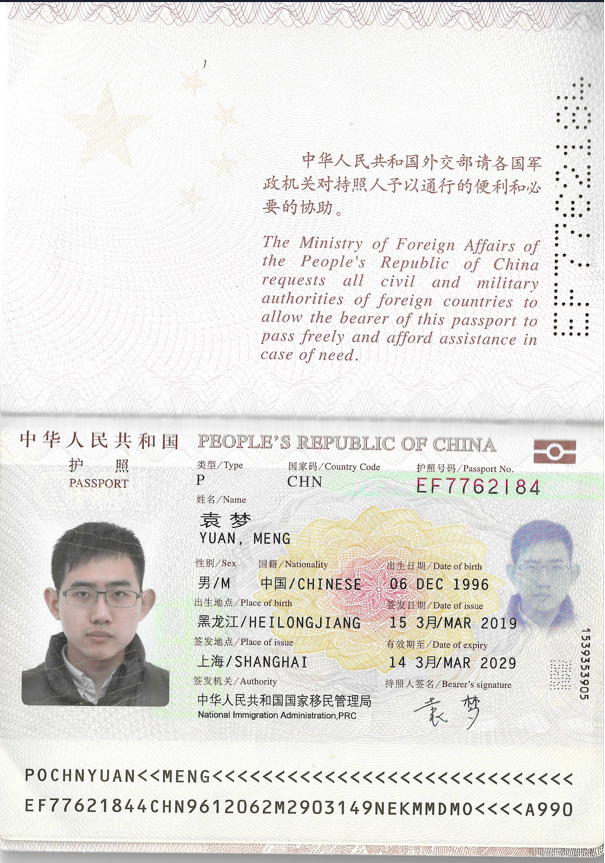 中华人民共和国外交部请各国军
政机关对持照人予以通行的便利和必
要的协助。
The Ministry of Foreign Affairs of
the People's Republic of China
requests all civil and military
authorities of foreign countries to
allow the bearer of this passport to
pass freely and afford assistance in
case of need.
EF7762184
中华人民共和国
PEOPLE'S REPUBLIC OF CHINA
护 照
PASSPORT
类型/Type 国家码/Country Code 护照号码/Passport No.
P CHN EF7762184
姓名/Name
袁梦
YUAN, MENG
性别/Sex 国籍/Nationality 出生日期/Date of birth
男/M 中国/CHINESE 06 DEC 1996
出生地点/Place of birth 签发日期/Date of issue
黑龙江/HEILONGJIANG 15 3月/MAR 2019
签发地点/Place of issue 有效期至/Date of expiry
上海/SHANGHAI 14 3月/MAR 2029
签发机关/Authority 持照人签名/Bearer's signature
中华人民共和国国家移民管理局 袁梦
National Immigration Administration,PRC
1539353905
POCHNYUAN<<MENG<<<<<<<<<<<<<<<<<<<<<<<<<<<<<
EF77621844CHN9612062M2903149NEKMMDMO<<<<A990